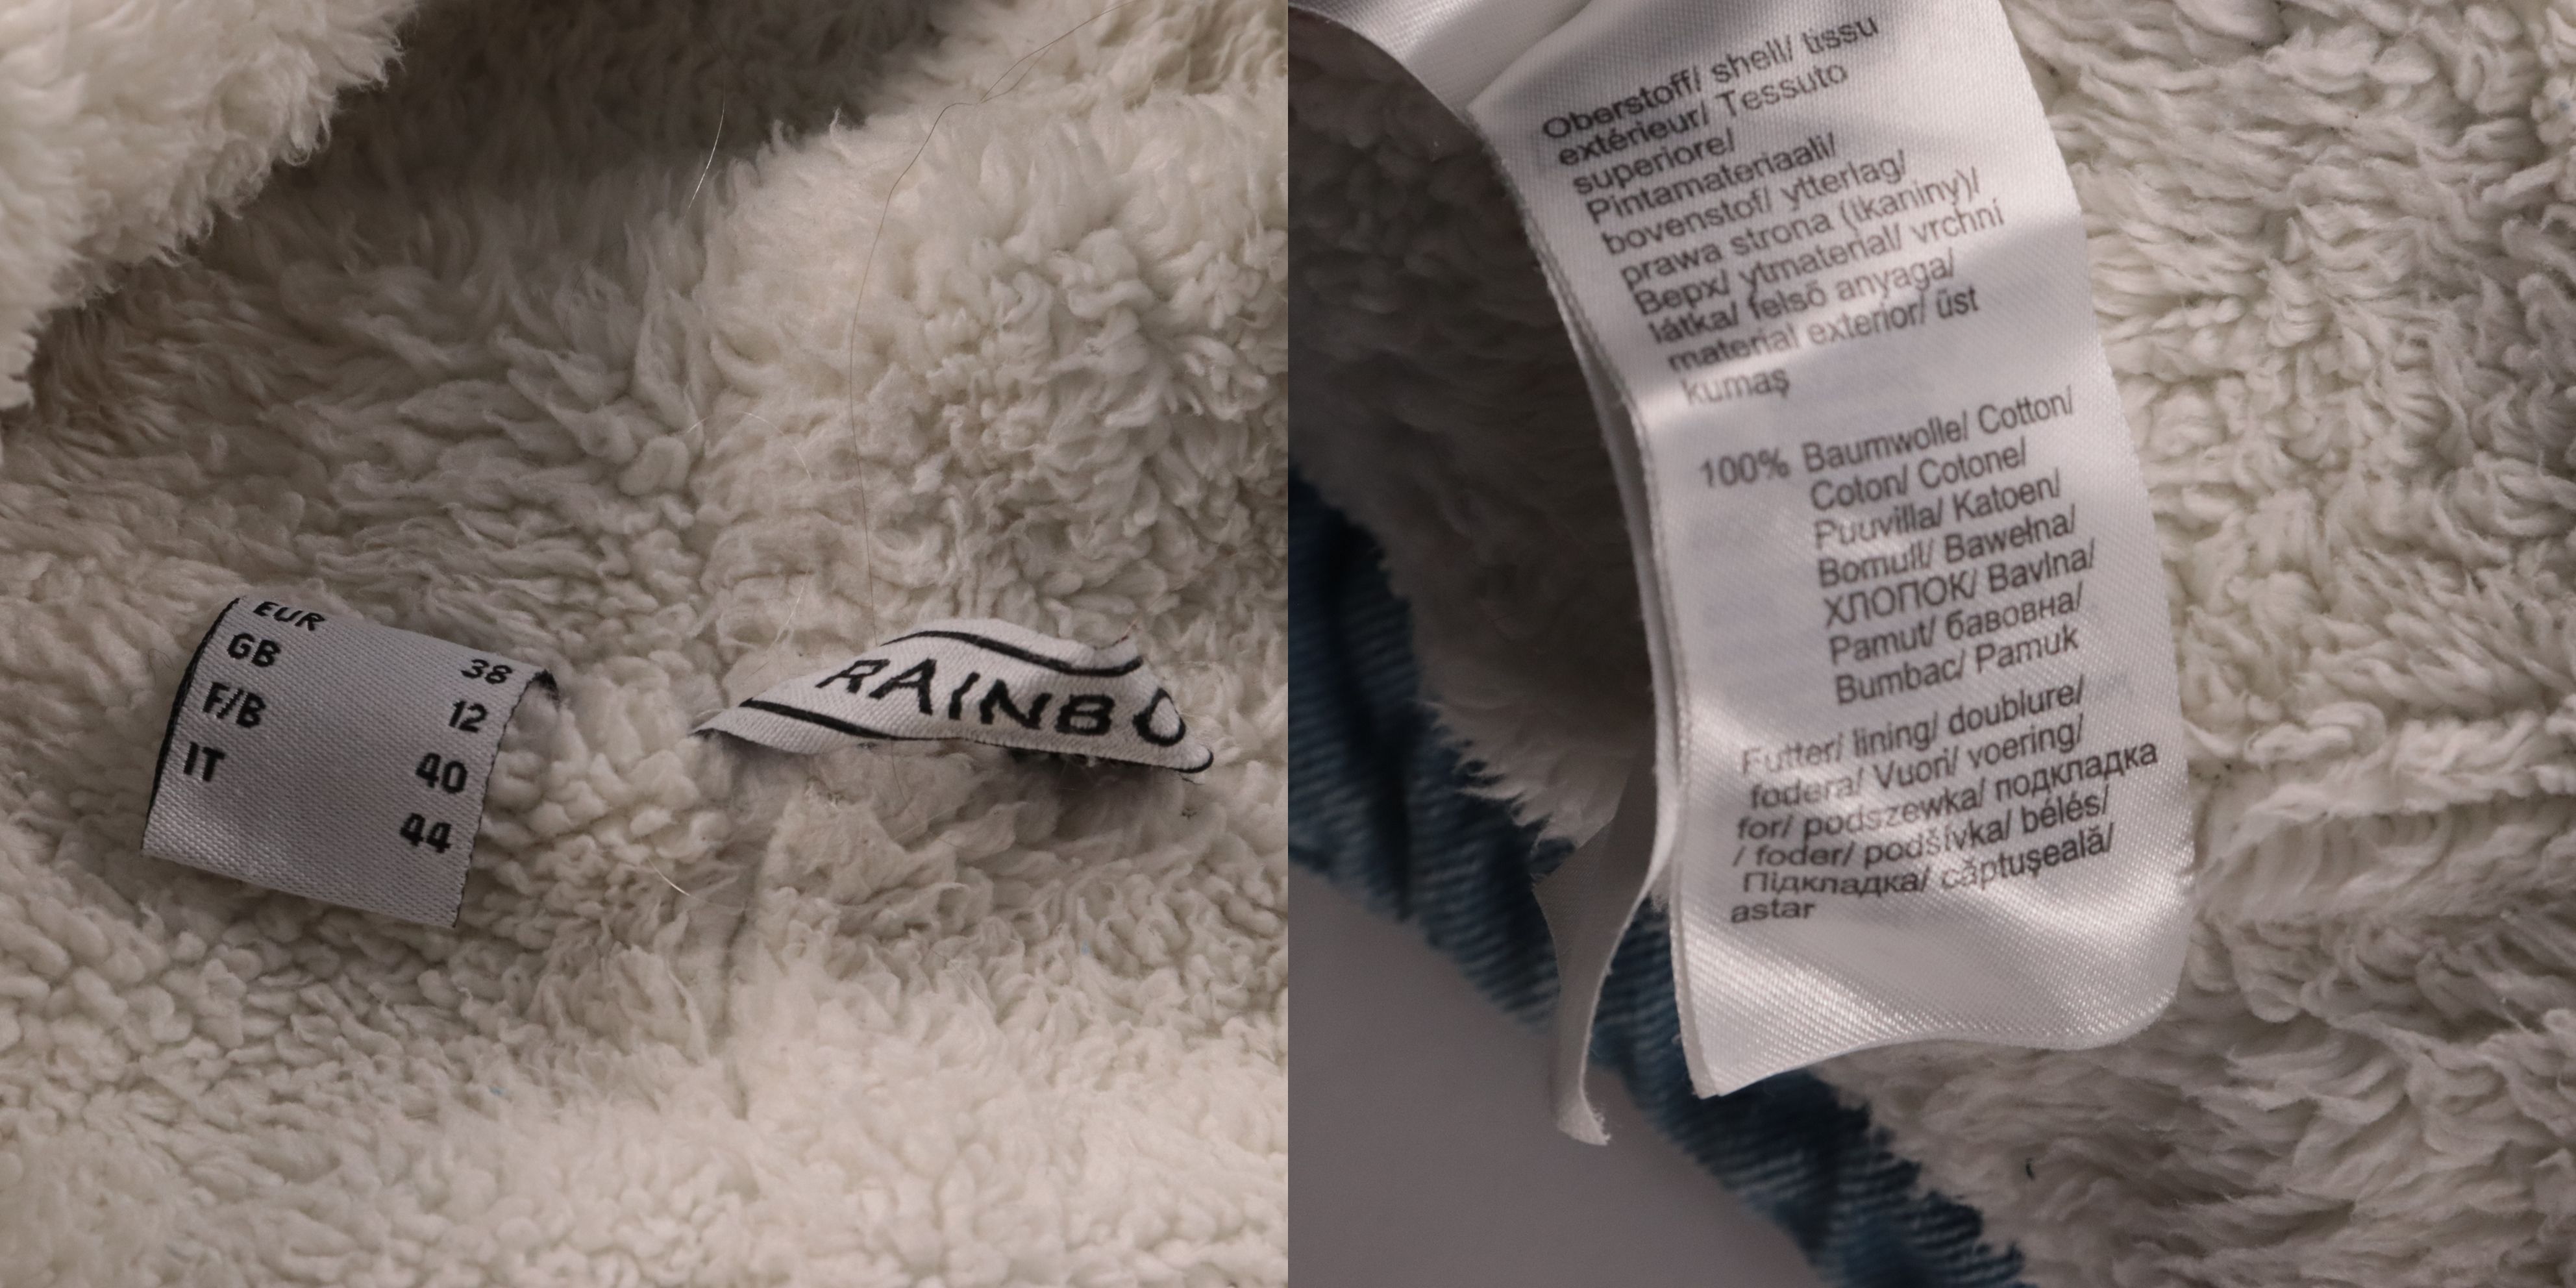 EUR 38
GB 12
F/B 40
IT 44
RAINBO
Oberstoff/ shell/ tissu
extérieur/ Tessuto
superiore/
Pintamateriaali/
bovenstof/ ytterlag/
prawa strona (tkaniny)/
Верх/ ytmaterial/ vrchní
látka/ felső anyaga/
material exterior/ üst
kumaş
100% Baumwolle/ Cotton/
Coton/ Cotone/
Puuvilla/ Katoen/
Bomull/ Bawełna/
ХЛОПОК/ Bavlna/
Pamut/ бавовна/
Bumbac/ Pamuk
Futter/ lining/ doublure/
fodera/ Vuori/ voering/
for/ podszewka/ подкладка
/ foder/ podšívka/ bélés/
Підкладка/ căptuşeală/
astar